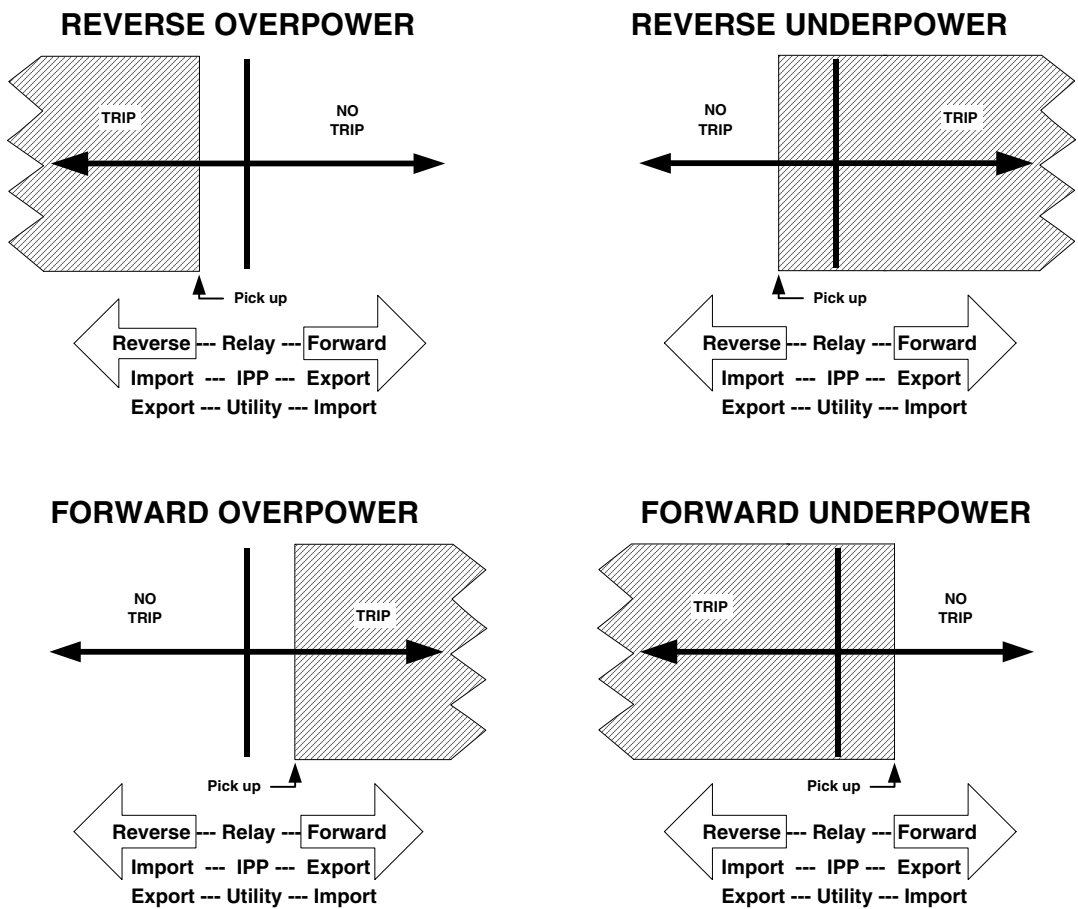 REVERSE OVERPOWER
TRIP
NO
TRIP
Pick up
Reverse --- Relay --- Forward
Import --- IPP --- Export
Export --- Utility --- Import
REVERSE UNDERPOWER
NO
TRIP
TRIP
Pick up
Reverse --- Relay --- Forward
Import --- IPP --- Export
Export --- Utility --- Import
FORWARD OVERPOWER
NO
TRIP
TRIP
Pick up
Reverse --- Relay --- Forward
Import --- IPP --- Export
Export --- Utility --- Import
FORWARD UNDERPOWER
TRIP
NO
TRIP
Pick up
Reverse --- Relay --- Forward
Import --- IPP --- Export
Export --- Utility --- Import